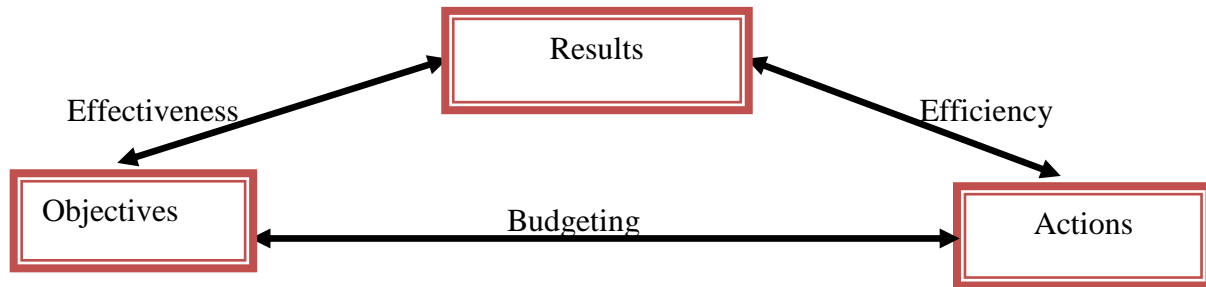 Results
Effectiveness
Efficiency
Objectives
Budgeting
Actions